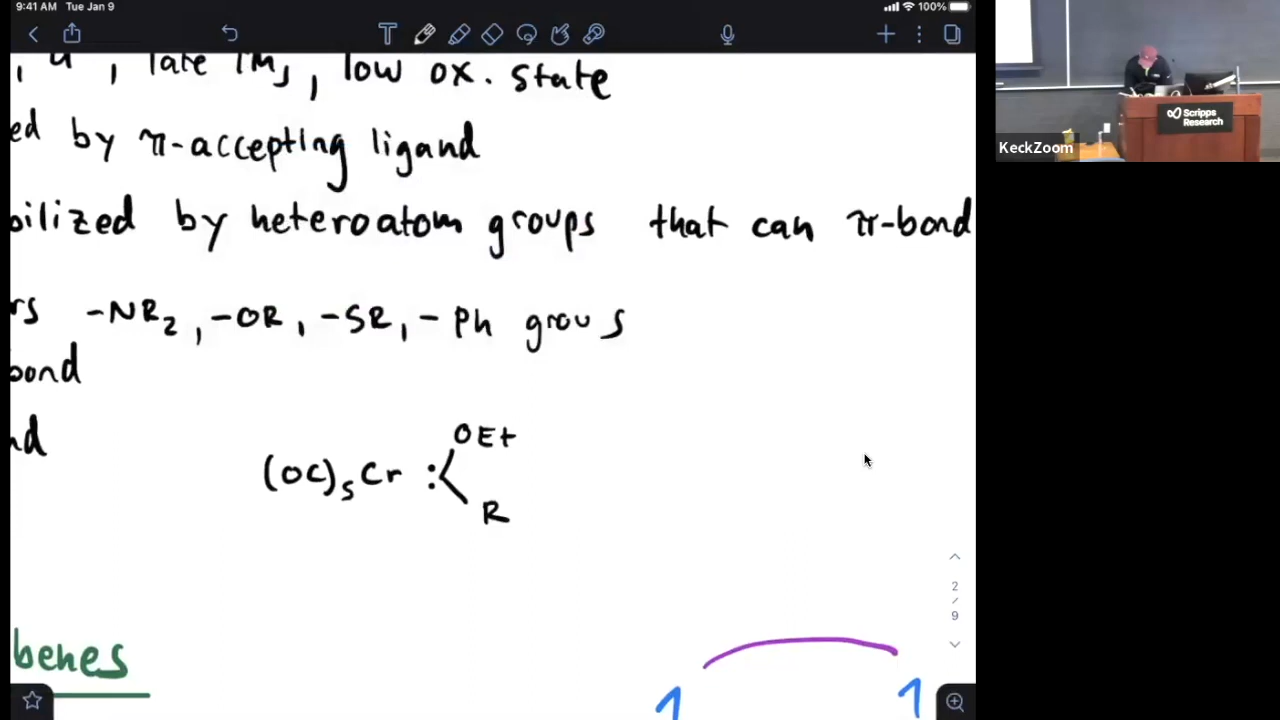 9:41 AM Tue Jan 9
100%
late TMs, low ox. state
ed by π-accepting ligand
bilized by heteroatom groups that can π-bond
rs -NR2, -OR, -SR, -Ph grous
bond
nd
(OC)5Cr :
OEt
R
benes
2
/
9
1 1
Scripps
Research
KeckZoom